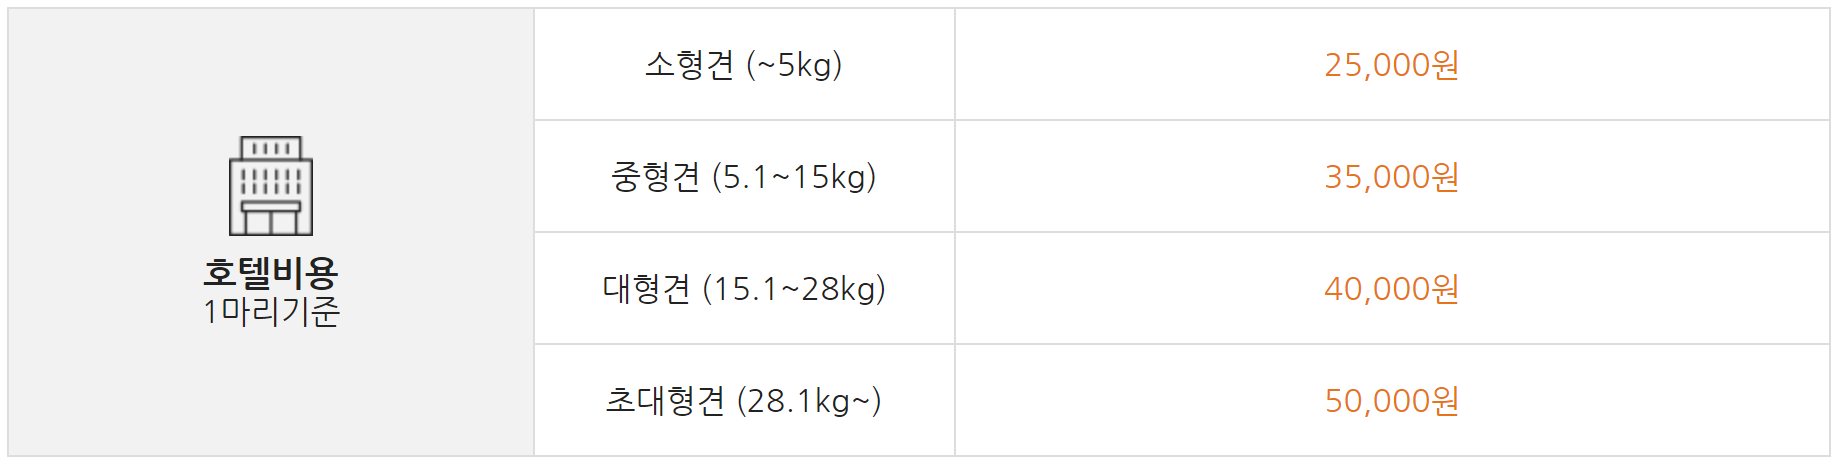 호텔비용
1마리기준
소형견 (~5kg)
25,000원
중형견 (5.1~15kg)
35,000원
대형견 (15.1~28kg)
40,000원
초대형견 (28.1kg~)
50,000원